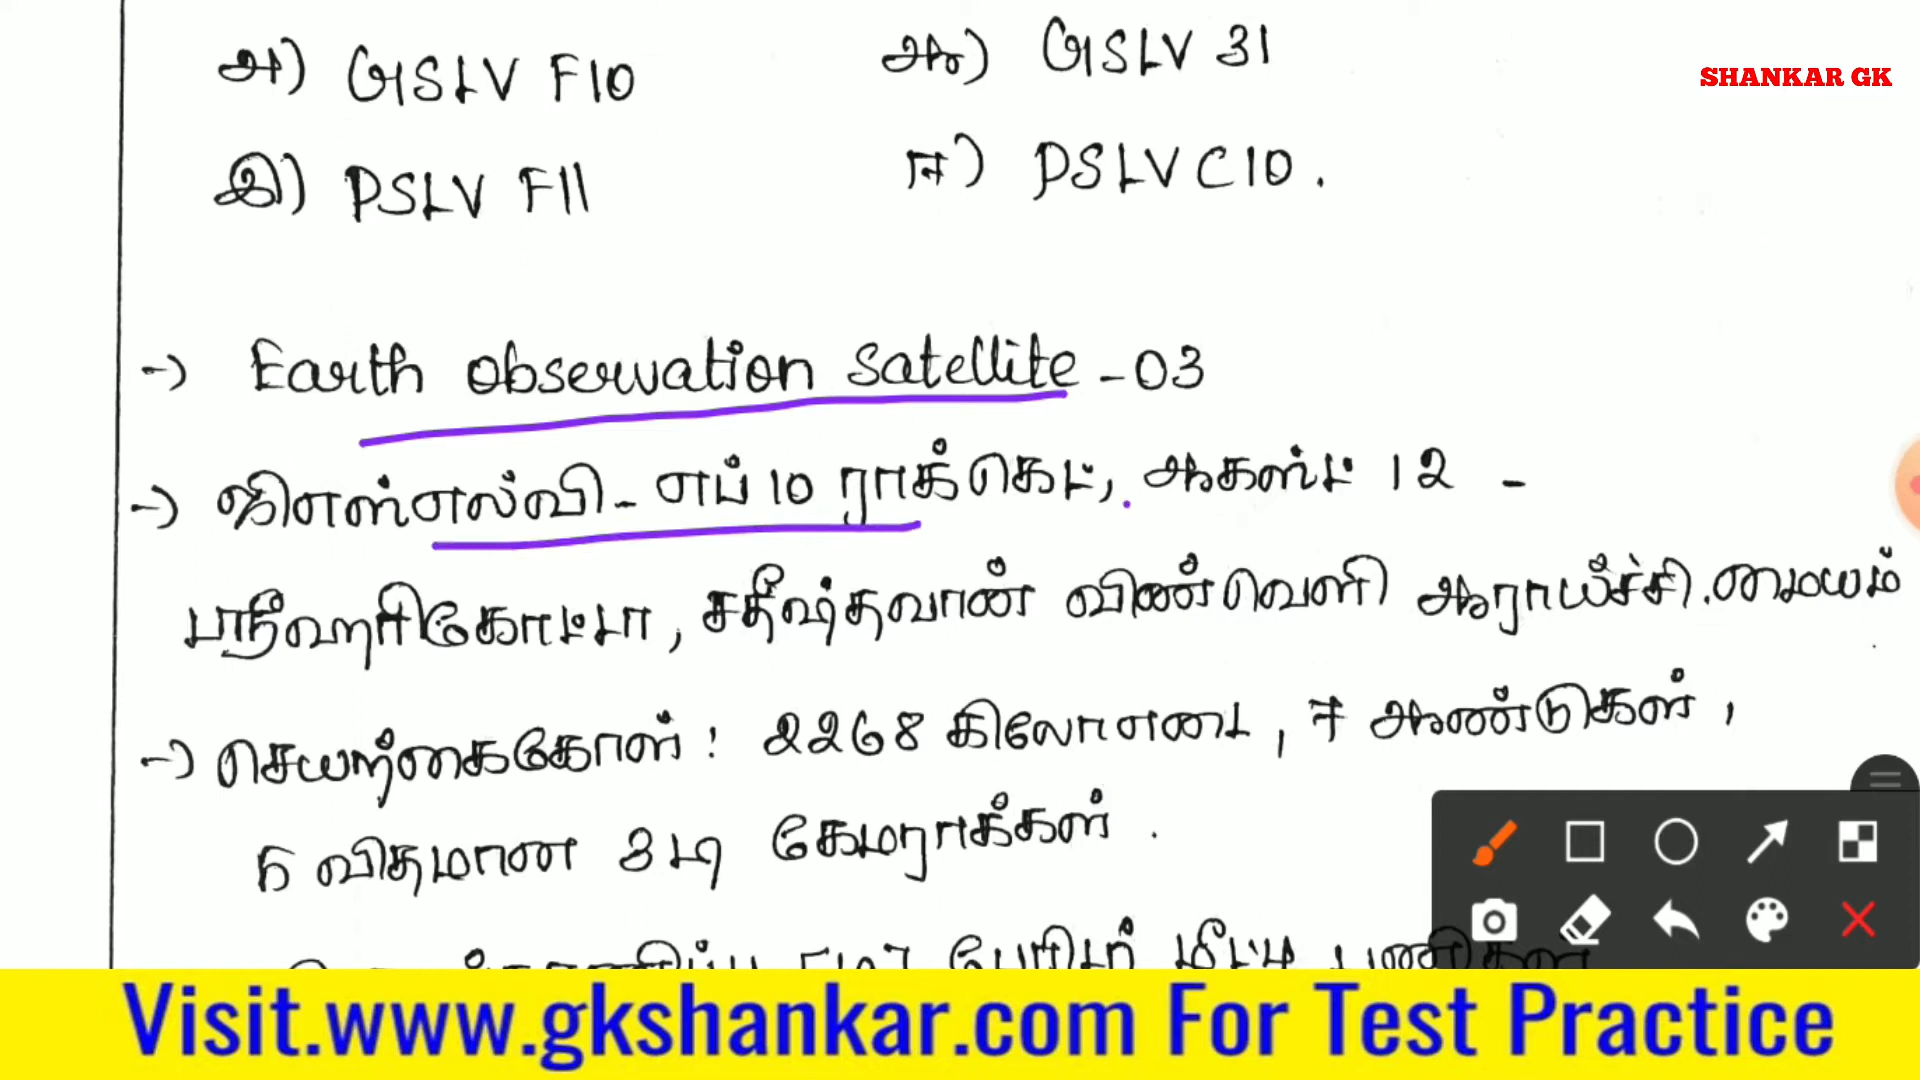 அ) GSLV F10
ஆ) GSLV 31
SHANKAR GK
இ) PSLV F11
ஈ) PSLV C10.
-> Earth observation satellite - 03
-> ஜிஎஸ்எல்வி - எப் 10 ராக்கெட், ஆகஸ்ட் 12 -
ஸ்ரீஹரிகோட்டா, சதீஷ்தவான் விண்வெளி ஆராய்ச்சி மையம்
-> செயற்கைகோள் : 2268 கிலோ எடை, 7 ஆண்டுகள்,
5 விதமான 3டி கேமராக்கள்.
பேரிடர் மீட்பு
Visit.www.gkshankar.com For Test Practice